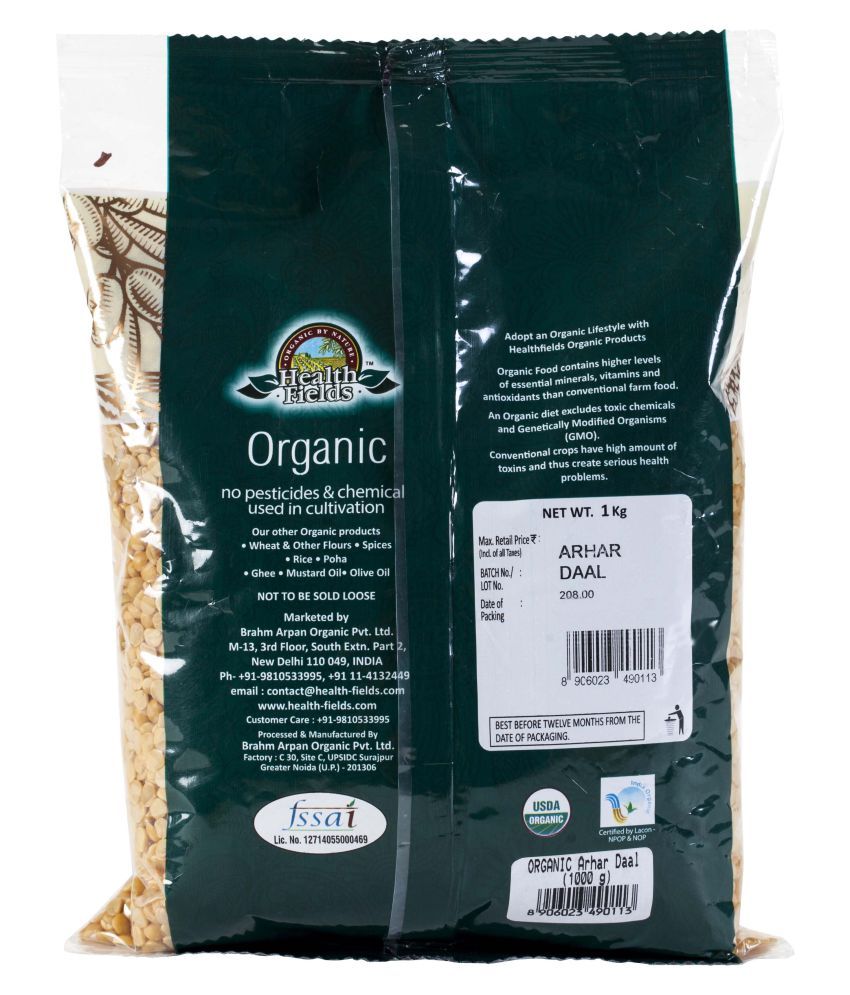 ORGANIC BY NATURE
Health
Fields
™
Organic
no pesticides & chemical
used in cultivation
Our other Organic products
• Wheat & Other Flours • Spices
• Rice • Poha
• Ghee • Mustard Oil• Olive Oil
NOT TO BE SOLD LOOSE
Marketed by
Brahm Arpan Organic Pvt. Ltd.
M-13, 3rd Floor, South Extn. Part 2,
New Delhi 110 049, INDIA
Ph- +91-9810533995, +91 11-4132449
email : contact@health-fields.com
www.health-fields.com
Customer Care : +91-9810533995
Processed & Manufactured By
Brahm Arpan Organic Pvt. Ltd.
Factory : C 30, Site C, UPSIDC Surajpur
Greater Noida (U.P.) - 201306
fssai
Lic. No. 12714055000469
Adopt an Organic Lifestyle with
Healthfields Organic Products
Organic Food contains higher levels
of essential minerals, vitamins and
antioxidants than conventional farm food.
An Organic diet excludes toxic chemicals
and Genetically Modified Organisms
(GMO).
Conventional crops have high amount of
toxins and thus create serious health
problems.
NET WT. 1 Kg
Max. Retail Price ₹ :
(Incl. of all Taxes)
ARHAR
BATCH No./ :
LOT No.
DAAL
208.00
Date of :
Packing
8 906023 490113
BEST BEFORE TWELVE MONTHS FROM THE
DATE OF PACKAGING.
USDA
ORGANIC
India Organic
Certified by Lacon -
NPOP & NOP
ORGANIC Arhar Daal
(1000 g)
8 906023 490113